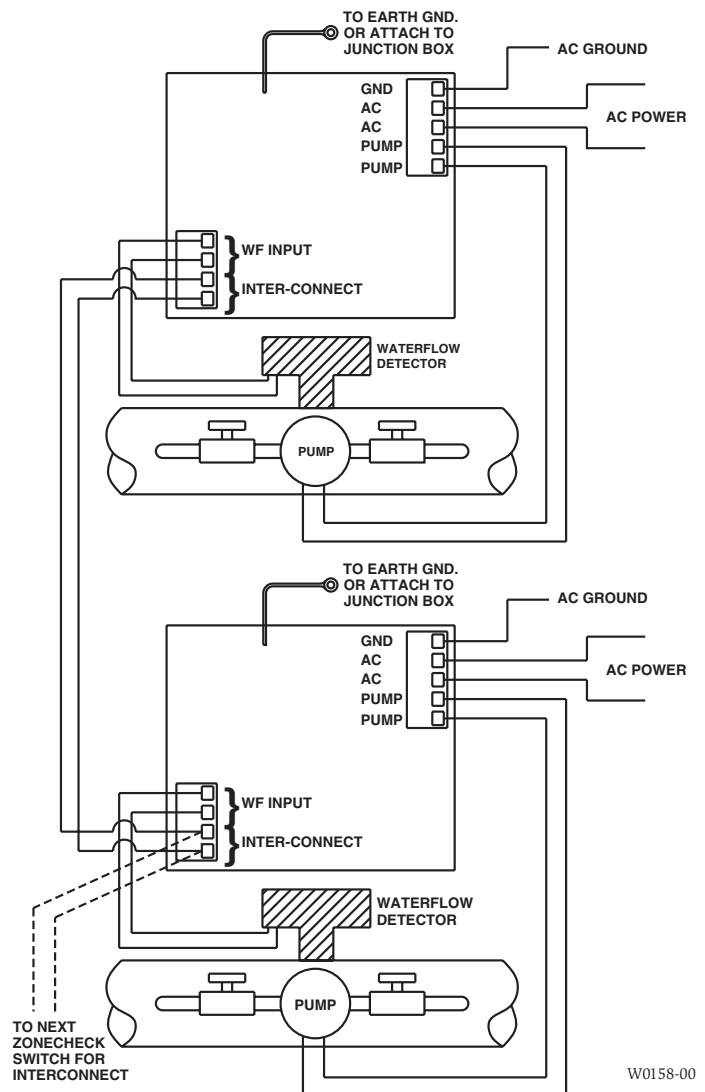 TO EARTH GND.
OR ATTACH TO
JUNCTION BOX
AC GROUND
GND
AC
AC POWER
AC
PUMP
PUMP
WF INPUT
INTER-CONNECT
WATERFLOW
DETECTOR
PUMP
TO EARTH GND.
OR ATTACH TO
JUNCTION BOX
AC GROUND
GND
AC
AC POWER
AC
PUMP
PUMP
WF INPUT
INTER-CONNECT
WATERFLOW
DETECTOR
PUMP
TO NEXT
ZONECHECK
SWITCH FOR
INTERCONNECT
W0158-00